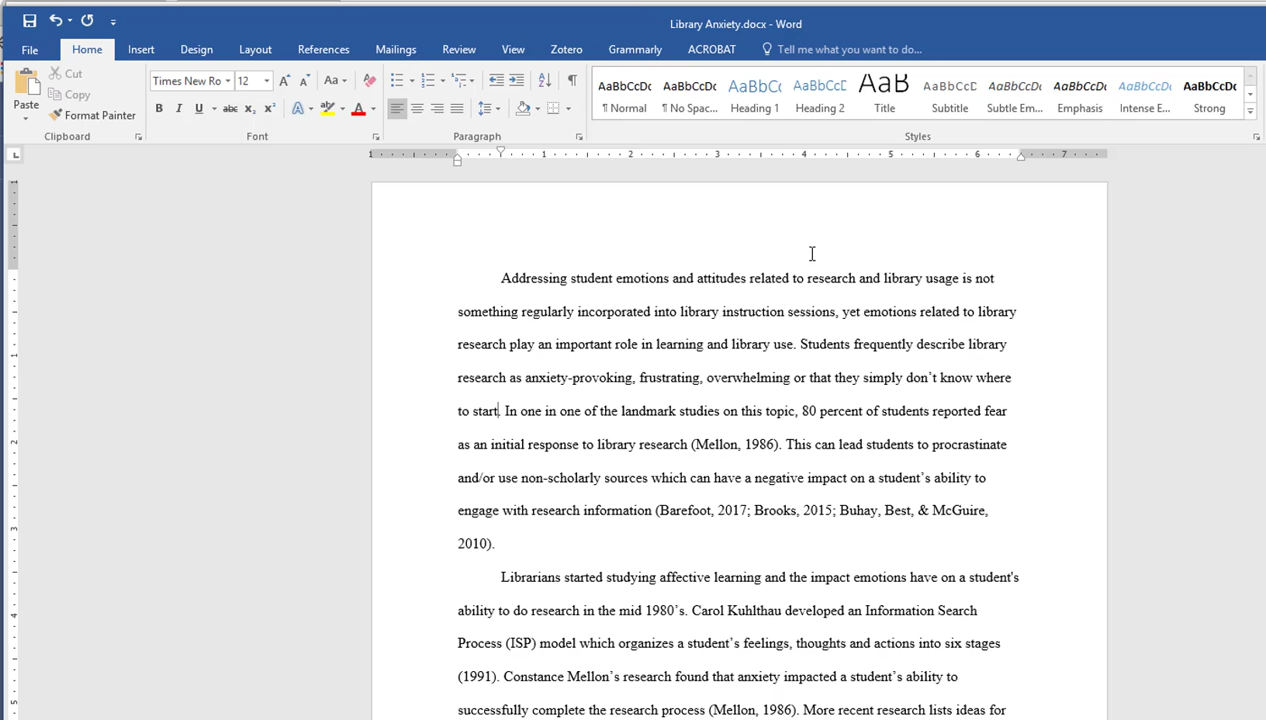 Library Anxiety.docx - Word
File Home Insert Design Layout References Mailings Review View Zotero Grammarly ACROBAT Tell me what you want to do...
Paste
Cut
Copy
Format Painter
Clipboard
Times New Ro 12
Font
Paragraph
AaBbCcDc AaBbCcDc AaBbCc AaBbCcD AaB AaBbCcD AaBbCcDc AaBbCcDc AaBbCcDc AaBbCcDc
¶ Normal ¶ No Spac... Heading 1 Heading 2 Title Subtitle Subtle Em... Emphasis Intense E... Strong
Styles
1 1 2 3 4 5 6 7
Addressing student emotions and attitudes related to research and library usage is not
something regularly incorporated into library instruction sessions, yet emotions related to library
research play an important role in learning and library use. Students frequently describe library
research as anxiety-provoking, frustrating, overwhelming or that they simply don’t know where
to start. In one in one of the landmark studies on this topic, 80 percent of students reported fear
as an initial response to library research (Mellon, 1986). This can lead students to procrastinate
and/or use non-scholarly sources which can have a negative impact on a student’s ability to
engage with research information (Barefoot, 2017; Brooks, 2015; Buhay, Best, & McGuire,
2010).
Librarians started studying affective learning and the impact emotions have on a student's
ability to do research in the mid 1980’s. Carol Kuhlthau developed an Information Search
Process (ISP) model which organizes a student’s feelings, thoughts and actions into six stages
(1991). Constance Mellon’s research found that anxiety impacted a student’s ability to
successfully complete the research process (Mellon, 1986). More recent research lists ideas for